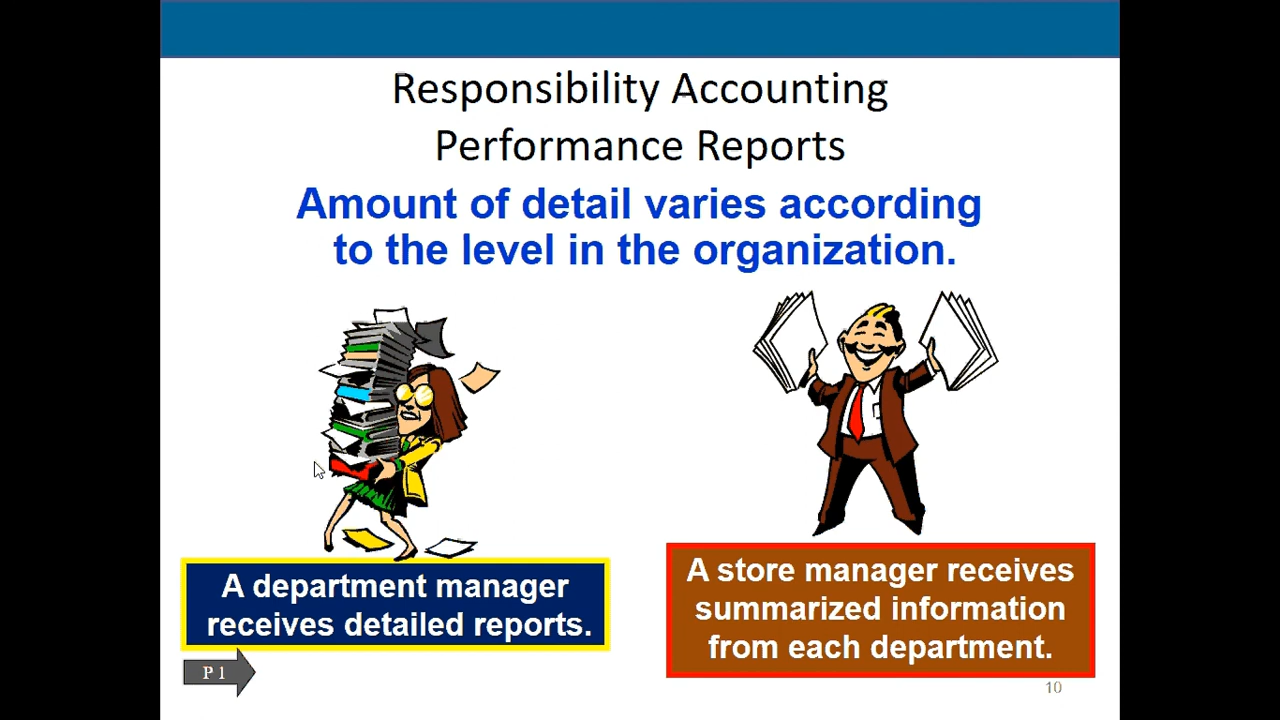 Responsibility Accounting
Performance Reports
Amount of detail varies according
to the level in the organization.
A department manager
receives detailed reports.
A store manager receives
summarized information
from each department.
P 1
10